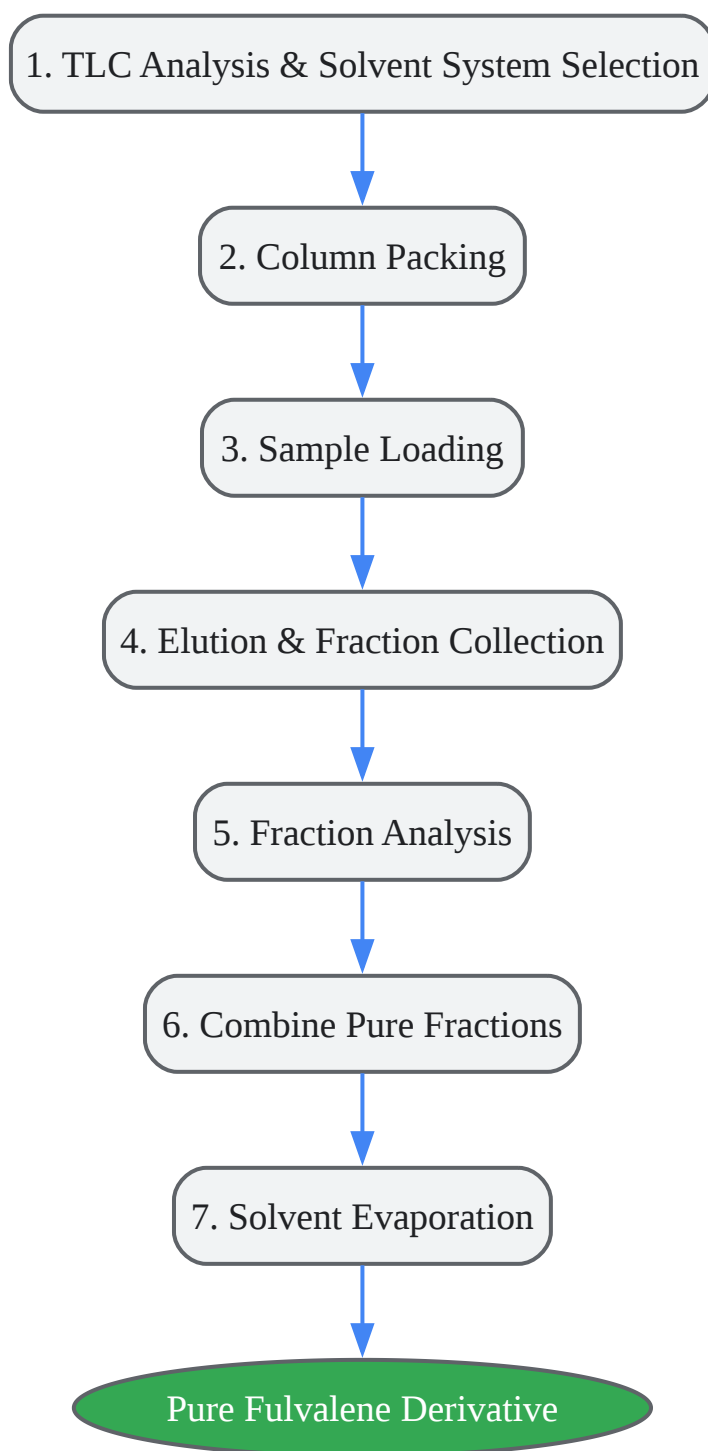 1. TLC Analysis & Solvent System Selection
2. Column Packing
3. Sample Loading
4. Elution & Fraction Collection
5. Fraction Analysis
6. Combine Pure Fractions
7. Solvent Evaporation
Pure Fulvalene Derivative